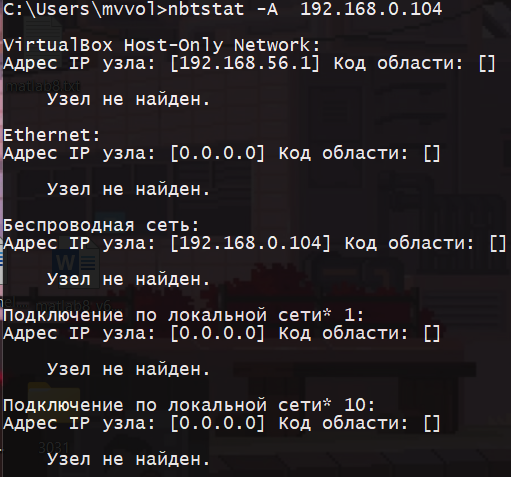 C:\Users\mvvol>nbtstat -A  192.168.0.104
VirtualBox Host-Only Network:
Адрес IP узла: [192.168.56.1] Код области: []
Узел не найден.
Ethernet:
Адрес IP узла: [0.0.0.0] Код области: []
Узел не найден.
Беспроводная сеть:
Адрес IP узла: [192.168.0.104] Код области: []
Узел не найден.
Подключение по локальной сети* 1:
Адрес IP узла: [0.0.0.0] Код области: []
Узел не найден.
Подключение по локальной сети* 10:
Адрес IP узла: [0.0.0.0] Код области: []
3031
Узел не найден.